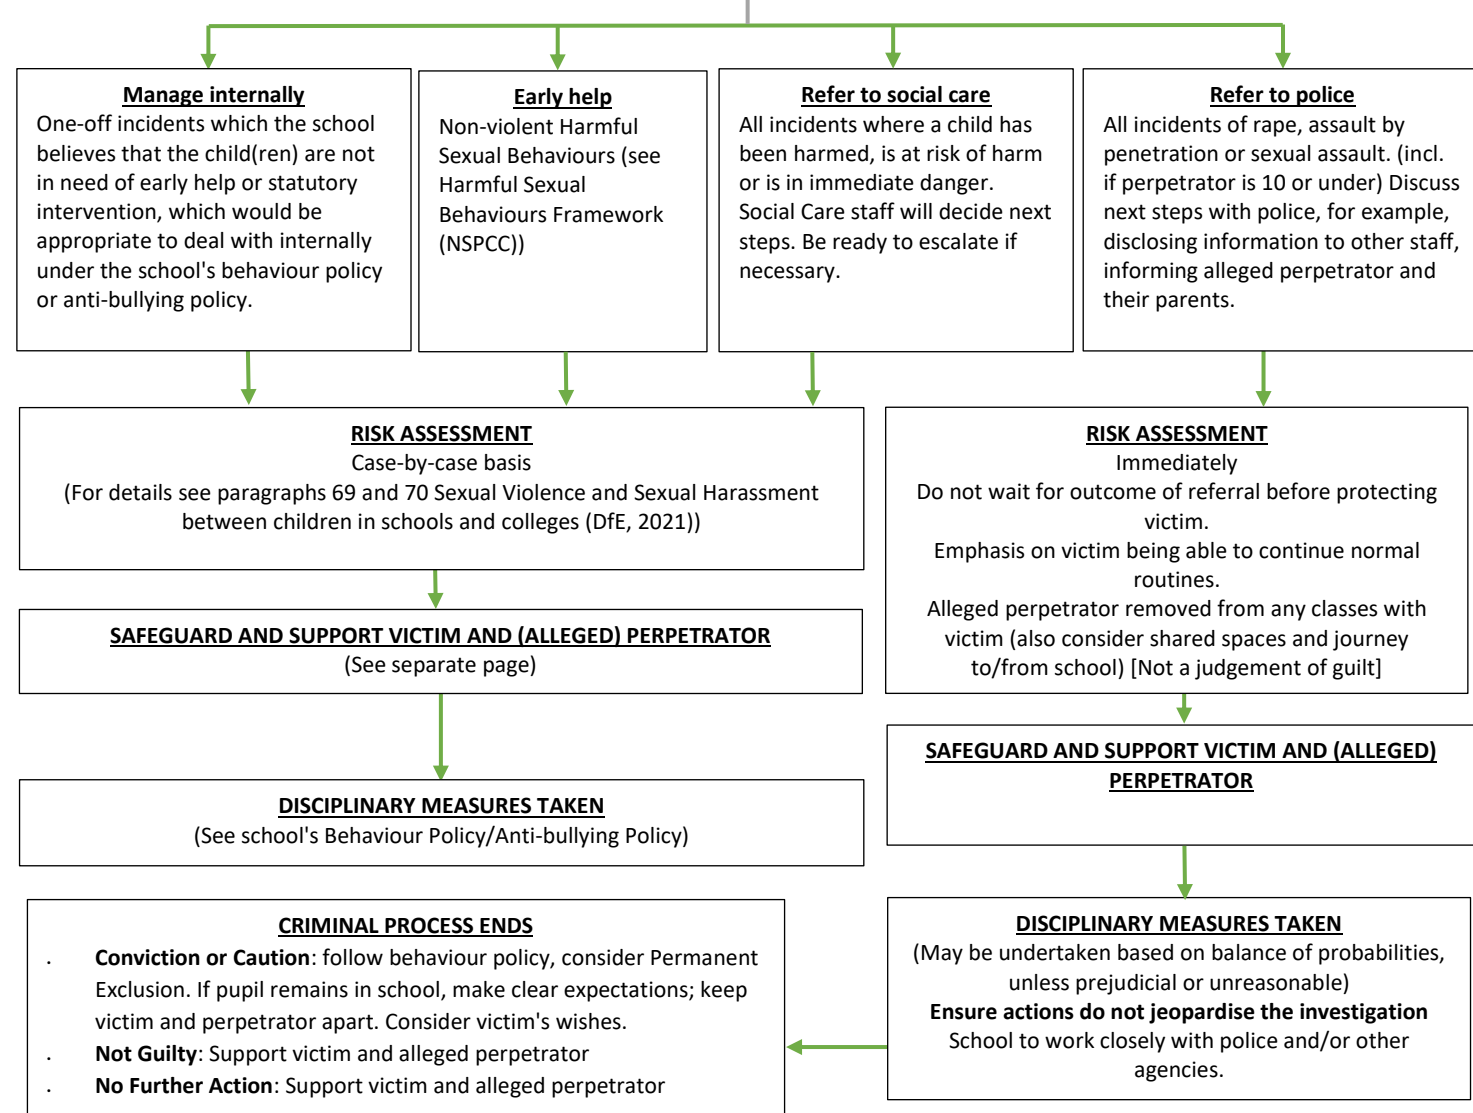 Manage internally
One-off incidents which the school
believes that the child(ren) are not
in need of early help or statutory
intervention, which would be
appropriate to deal with internally
under the school's behaviour policy
or anti-bullying policy.
Early help
Non-violent Harmful
Sexual Behaviours (see
Harmful Sexual
Behaviours Framework
(NSPCC))
Refer to social care
All incidents where a child has
been harmed, is at risk of harm
or is in immediate danger.
Social Care staff will decide next
steps. Be ready to escalate if
necessary.
Refer to police
All incidents of rape, assault by
penetration or sexual assault. (incl.
if perpetrator is 10 or under) Discuss
next steps with police, for example,
disclosing information to other staff,
informing alleged perpetrator and
their parents.
RISK ASSESSMENT
Case-by-case basis
(For details see paragraphs 69 and 70 Sexual Violence and Sexual Harassment
between children in schools and colleges (DfE, 2021))
RISK ASSESSMENT
Immediately
Do not wait for outcome of referral before protecting
victim.
Emphasis on victim being able to continue normal
routines.
Alleged perpetrator removed from any classes with
victim (also consider shared spaces and journey
to/from school) [Not a judgement of guilt]
SAFEGUARD AND SUPPORT VICTIM AND (ALLEGED) PERPETRATOR
(See separate page)
SAFEGUARD AND SUPPORT VICTIM AND (ALLEGED)
PERPETRATOR
DISCIPLINARY MEASURES TAKEN
(See school's Behaviour Policy/Anti-bullying Policy)
DISCIPLINARY MEASURES TAKEN
(May be undertaken based on balance of probabilities,
unless prejudicial or unreasonable)
Ensure actions do not jeopardise the investigation
School to work closely with police and/or other
agencies.
CRIMINAL PROCESS ENDS
. Conviction or Caution: follow behaviour policy, consider Permanent
Exclusion. If pupil remains in school, make clear expectations; keep
victim and perpetrator apart. Consider victim's wishes.
. Not Guilty: Support victim and alleged perpetrator
. No Further Action: Support victim and alleged perpetrator